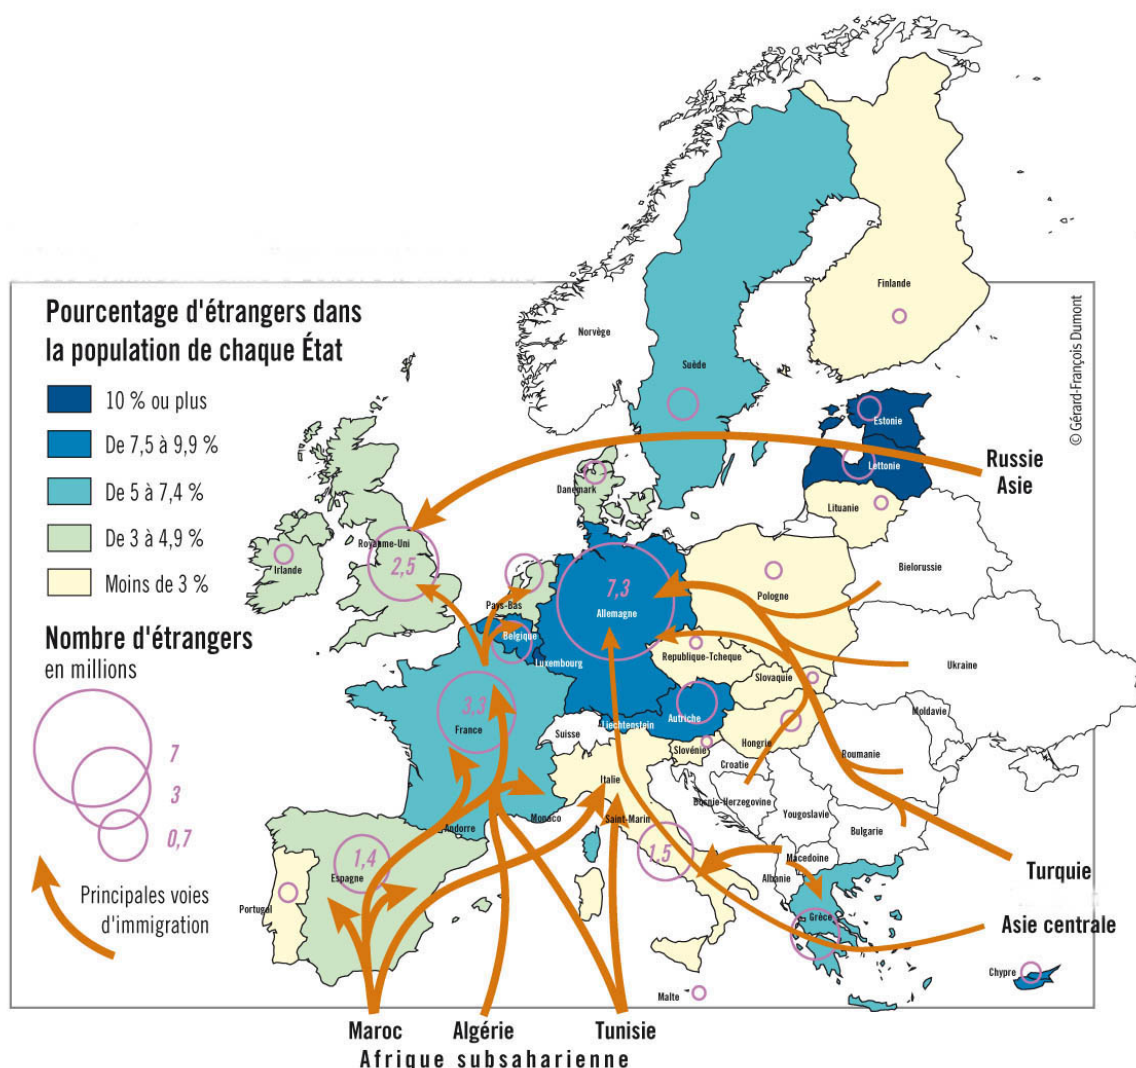 Pourcentage d'étrangers dans
la population de chaque État
10 % ou plus
De 7,5 à 9,9 %
De 5 à 7,4 %
De 3 à 4,9 %
Moins de 3 %
Nombre d'étrangers
en millions
7
3
0,7
Principales voies
d'immigration
© Gérard-François Dumont
Finlande
Norvège
Suède
Estonie
Lettonie
Russie
Asie
Lituanie
Danemark
Royaume-Uni
2,5
Irlande
Bielorussie
Pologne
7,3
Allemagne
Pays-Bas
Belgique
Luxembourg
Republique-Tcheque
Ukraine
Slovaquie
3,3
France
Liechtenstein
Autriche
Moldavie
Suisse
Slovénie
Hongrie
Croatie
Roumanie
Italie
Bornie-Herzegovine
Yougoslavie
Monaco
Saint-Marin
Andorre
Bulgarie
1,4
Espagne
1.5
Macedoine
Albanie
Turquie
Portugal
Grèce
Asie centrale
Chypre
Malte
Maroc
Algérie
Tunisie
Afrique subsaharienne